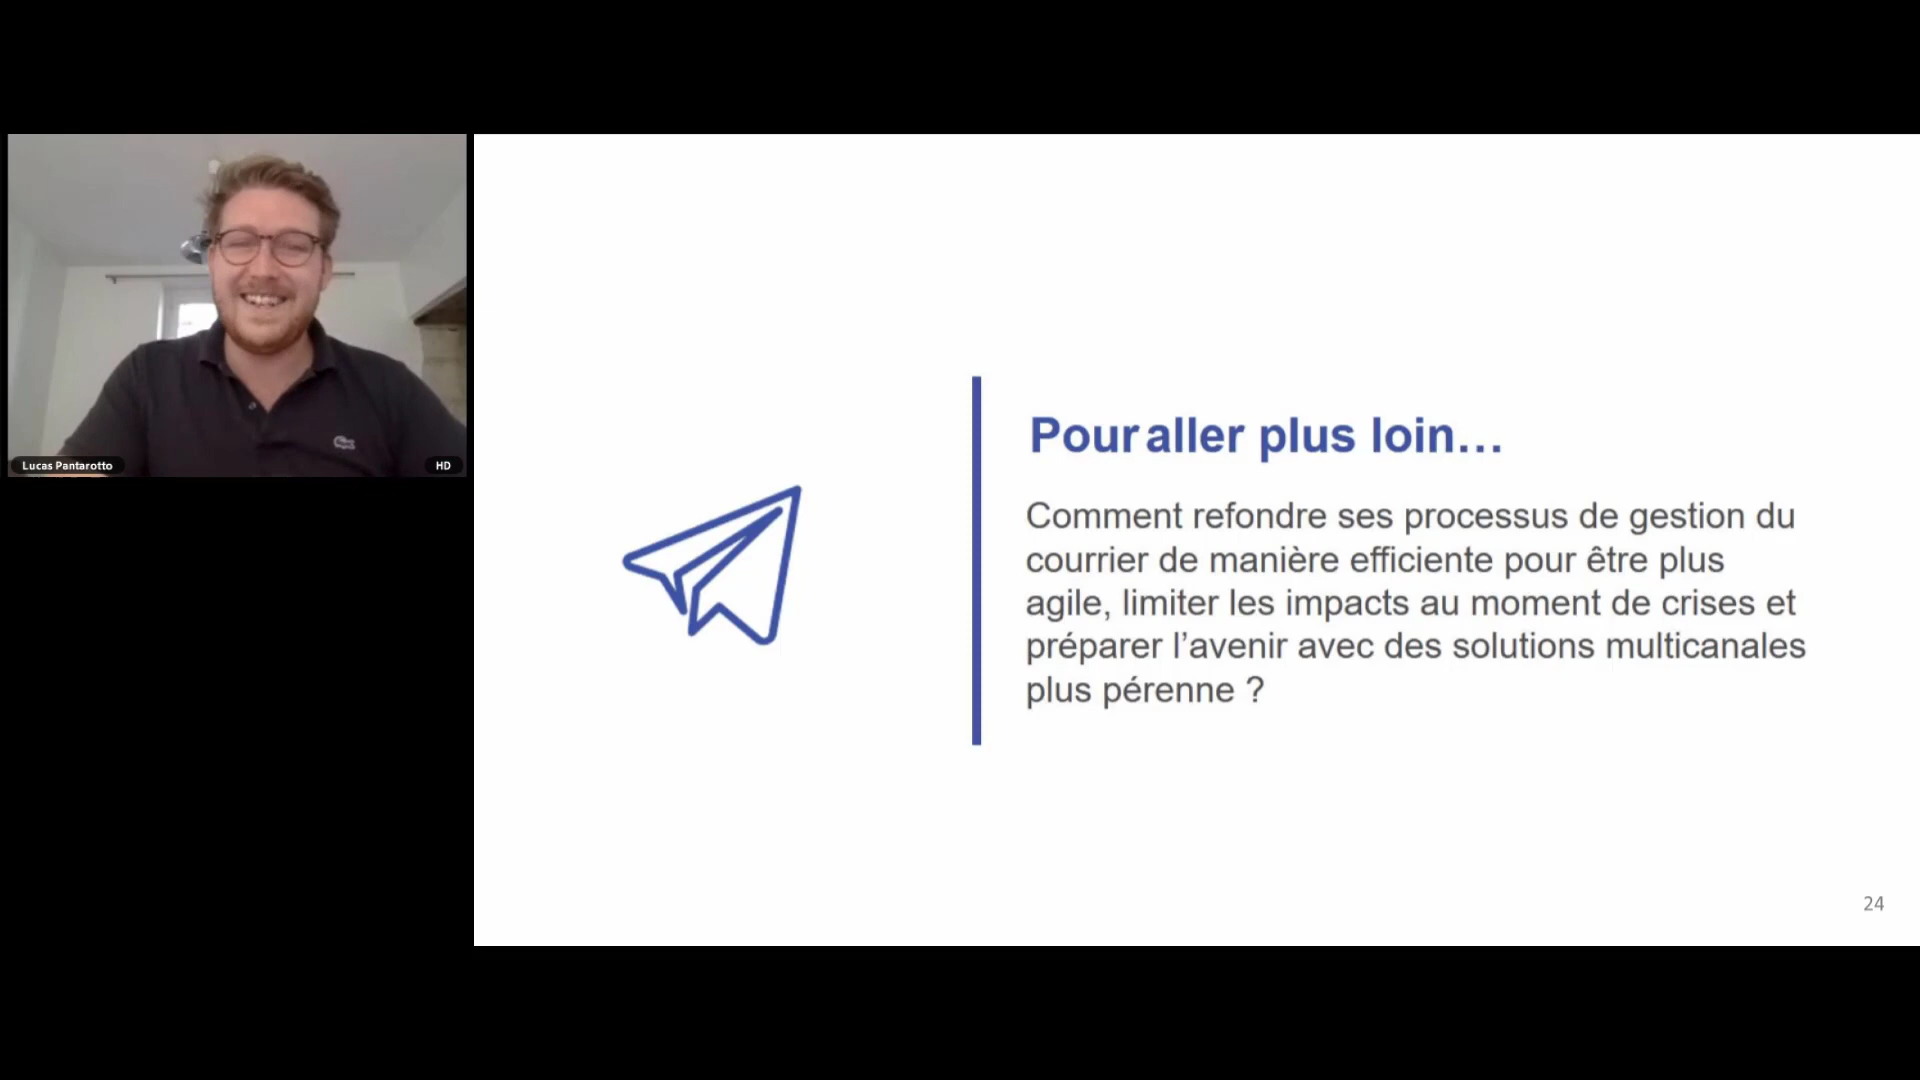 Lucas Pantarotto
HD
Pour aller plus loin…
Comment refondre ses processus de gestion du
courrier de manière efficiente pour être plus
agile, limiter les impacts au moment de crises et
préparer l’avenir avec des solutions multicanales
plus pérenne ?
24